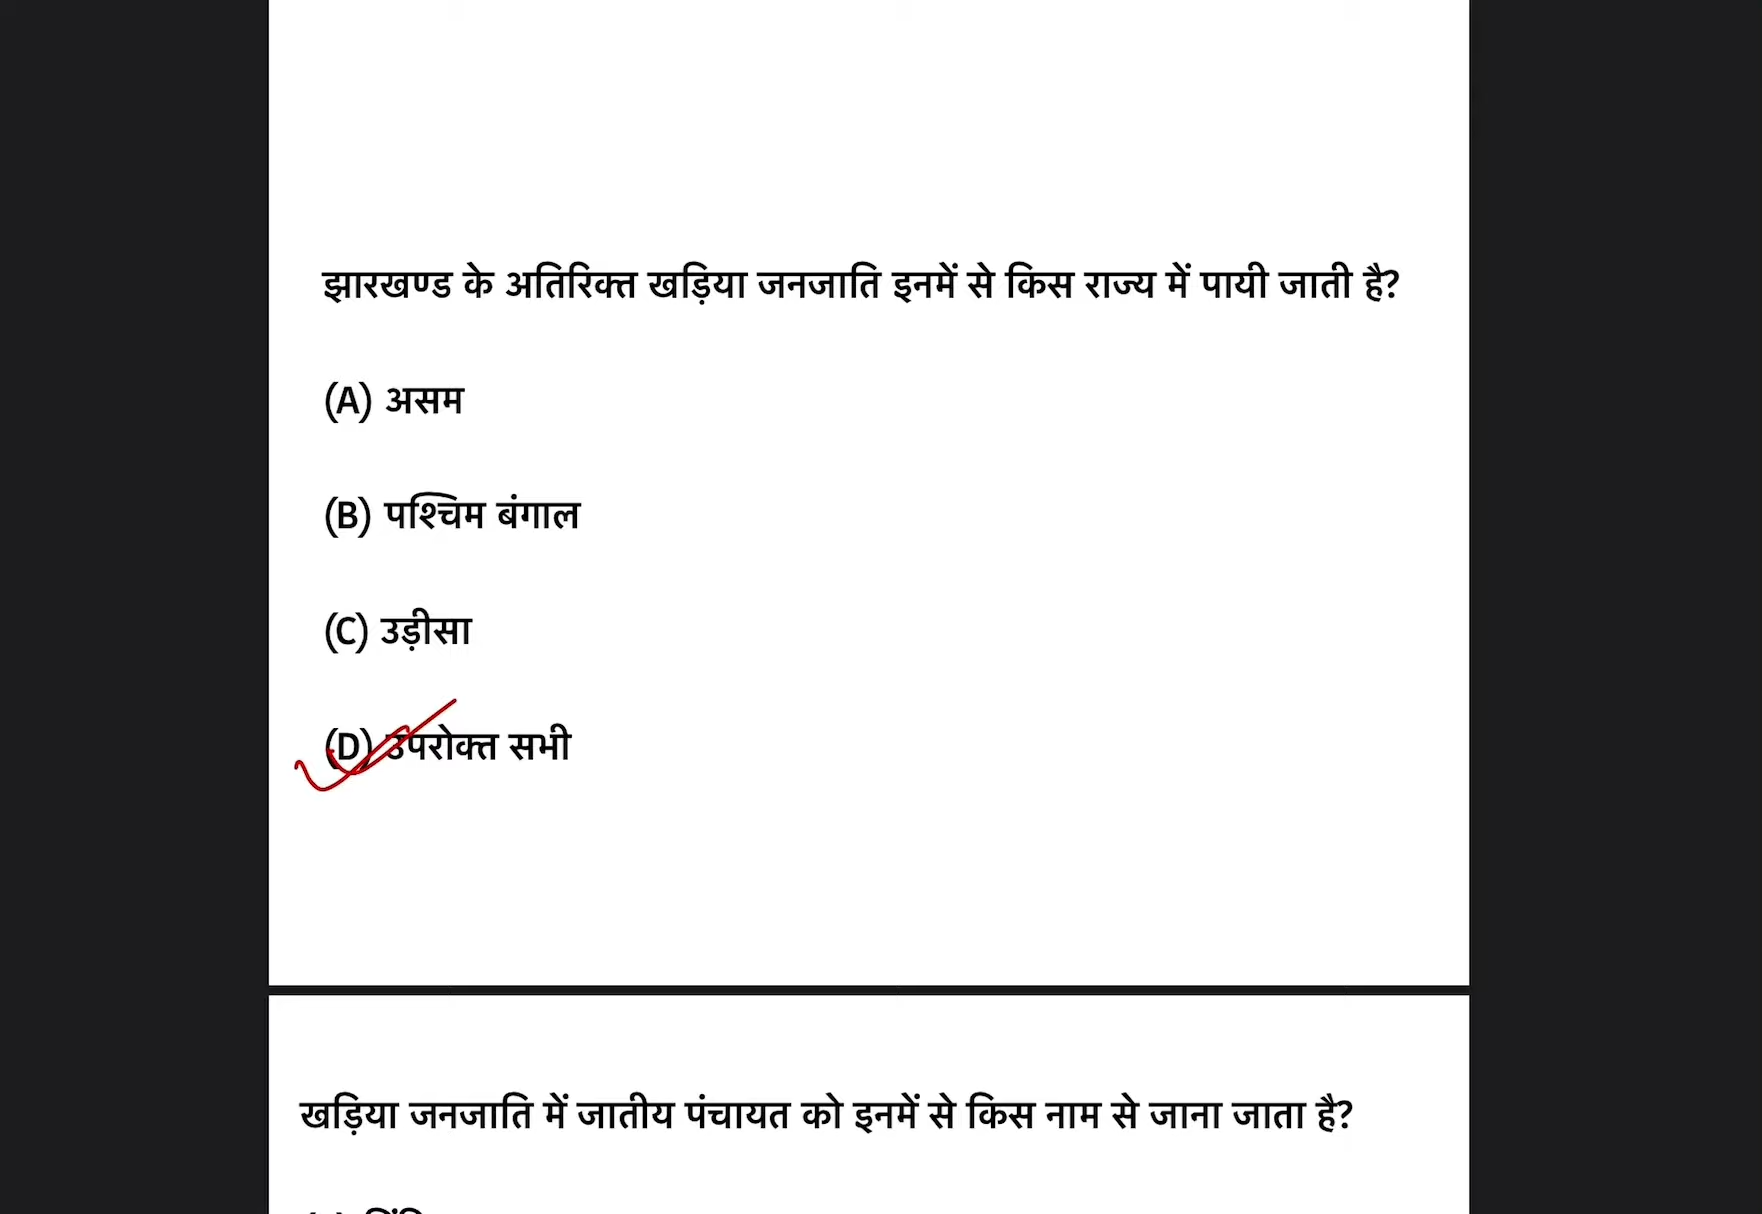 झारखण्ड के अतिरिक्त खड़िया जनजाति इनमें से किस राज्य में पायी जाती है?
(A) असम
(B) पश्चिम बंगाल
(C) उड़ीसा
(D) उपरोक्त सभी
खड़िया जनजाति में जातीय पंचायत को इनमें से किस नाम से जाना जाता है?